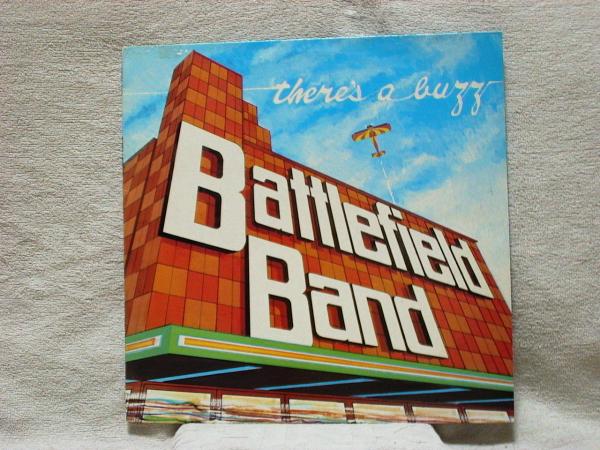 there's a buzz
Battlefield
Band